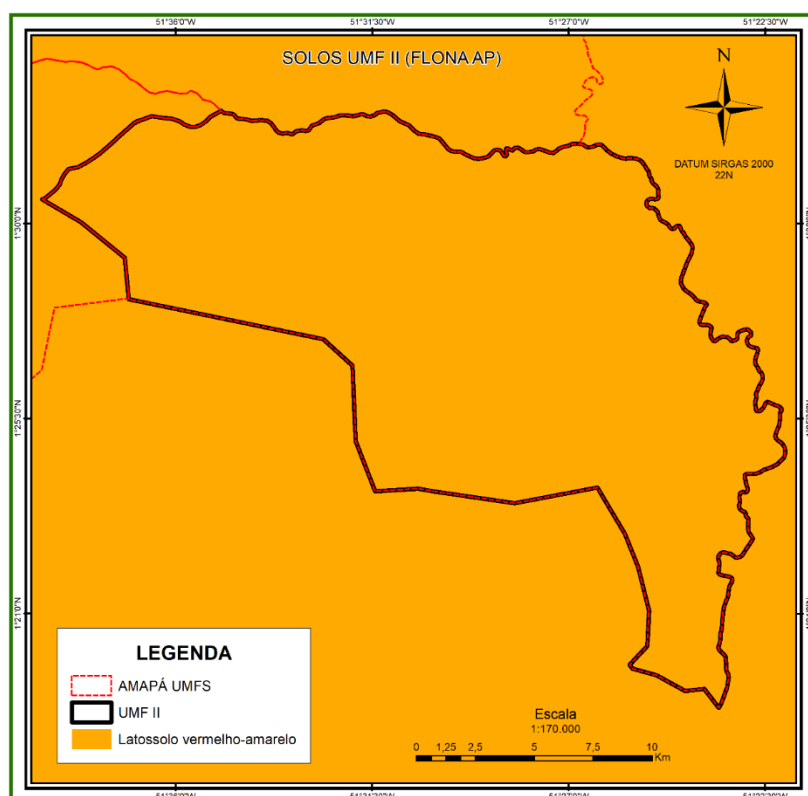 51°36'0"W 51°31'30"W 51°27'0"W 51°22'30"W
SOLOS UMF II (FLONA AP)
N
DATUM SIRGAS 2000
22N
1°30'0"N
1°25'30"N
1°21'0"N
LEGENDA
AMAPÁ UMFS
UMF II
Latossolo vermelho-amarelo
Escala
1:170.000
0 1,25 2,5 5 7,5 10
Km